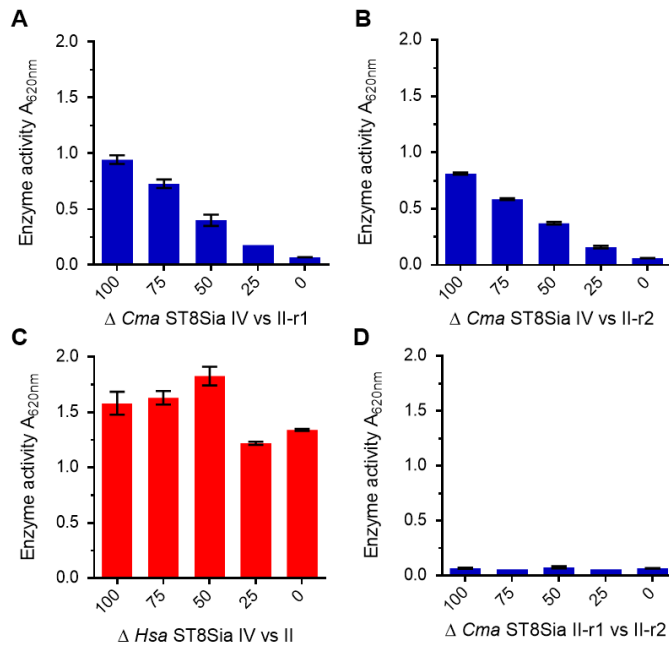 A
Enzyme activity A620nm
2.0
1.5
1.0
0.5
0.0
100 75 50 25 0
Δ Cma ST8Sia IV vs II-r1
B
Enzyme activity A620nm
2.0
1.5
1.0
0.5
0.0
100 75 50 25 0
Δ Cma ST8Sia IV vs II-r2
C
Enzyme activity A620nm
2.0
1.5
1.0
0.5
0.0
100 75 50 25 0
Δ Hsa ST8Sia IV vs II
D
Enzyme activity A620nm
2.0
1.5
1.0
0.5
0.0
100 75 50 25 0
Δ Cma ST8Sia II-r1 vs II-r2